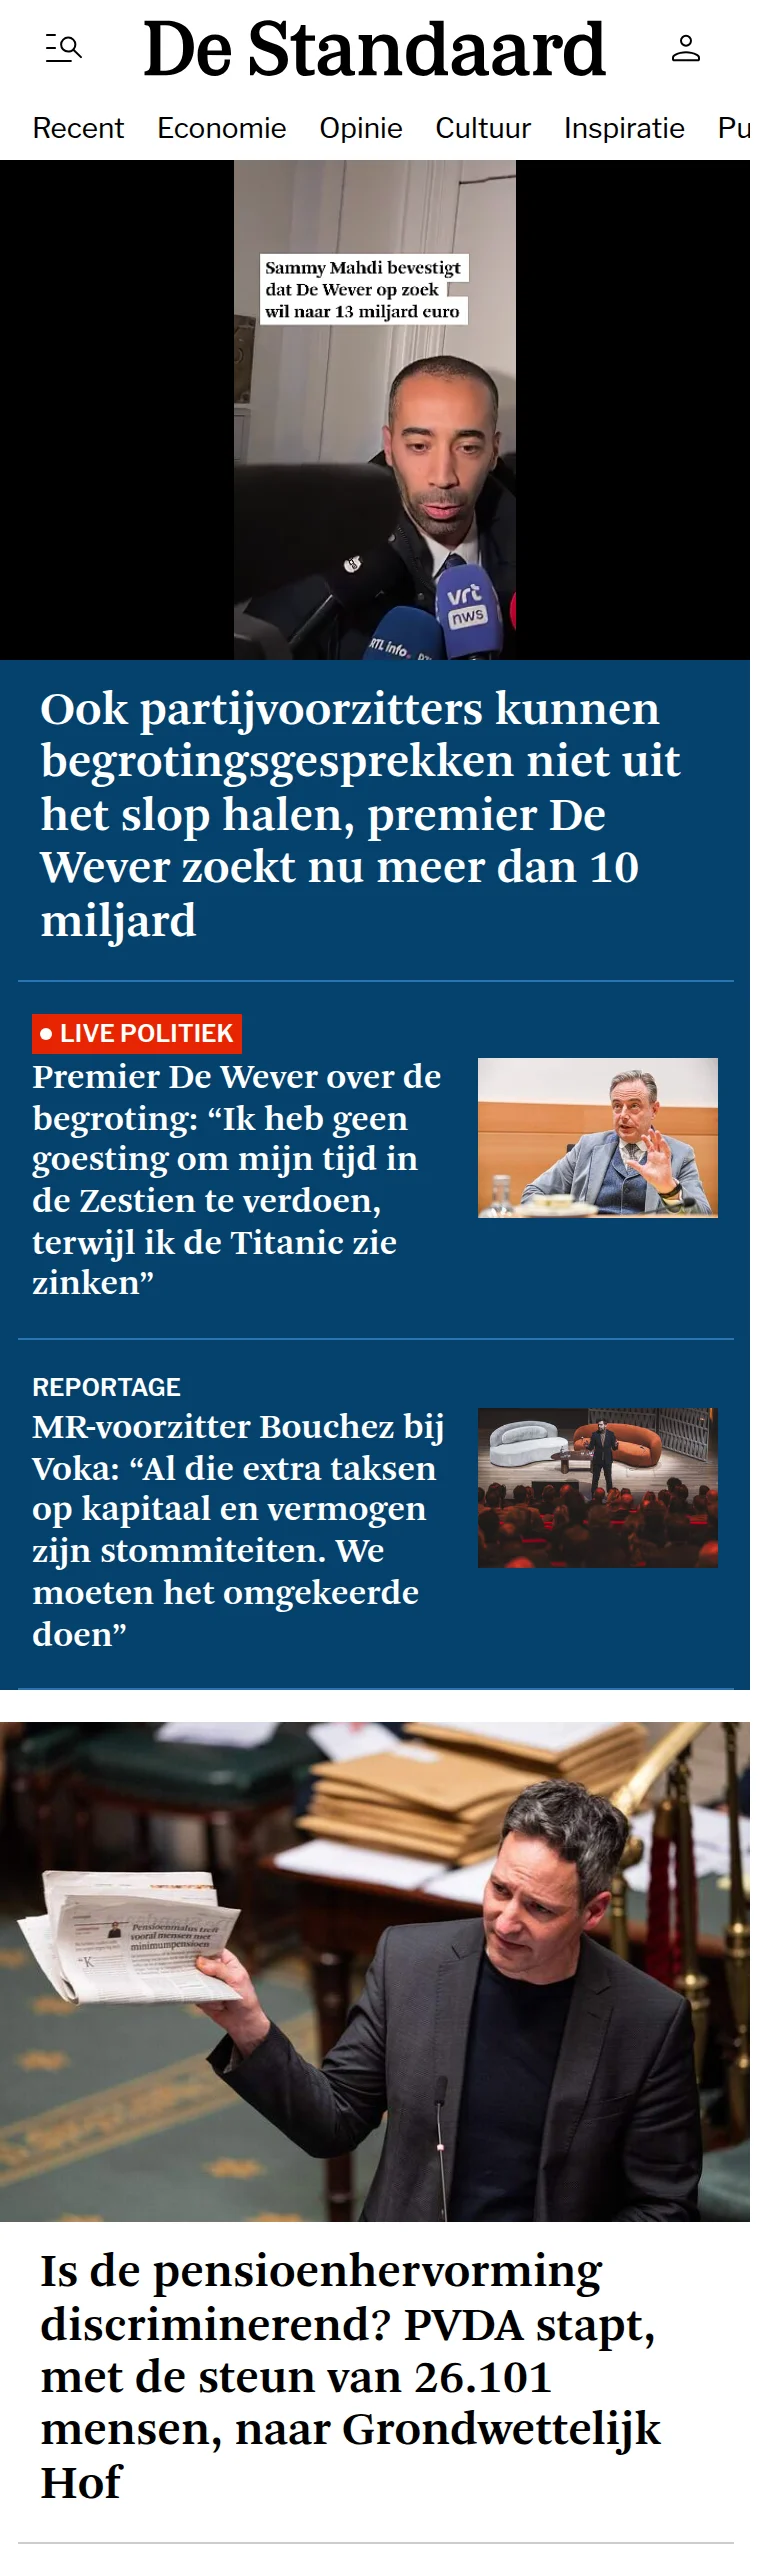 De Standaard
Recent Economie Opinie Cultuur Inspiratie Pu
Sammy Mahdi bevestigt
dat De Wever op zoek
wil naar 13 miljard euro
vrt
nws
RTL info.
Ook partijvoorzitters kunnen
begrotingsgesprekken niet uit
het slop halen, premier De
Wever zoekt nu meer dan 10
miljard
LIVE POLITIEK
Premier De Wever over de
begroting: “Ik heb geen
goesting om mijn tijd in
de Zestien te verdoen,
terwijl ik de Titanic zie
zinken”
REPORTAGE
MR-voorzitter Bouchez bij
Voka: “Al die extra taksen
op kapitaal en vermogen
zijn stommiteiten. We
moeten het omgekeerde
doen”
Pensioenmalus treft
vooral mensen met
minimumpensioen
Is de pensioenhervorming
discriminerend? PVDA stapt,
met de steun van 26.101
mensen, naar Grondwettelijk
Hof